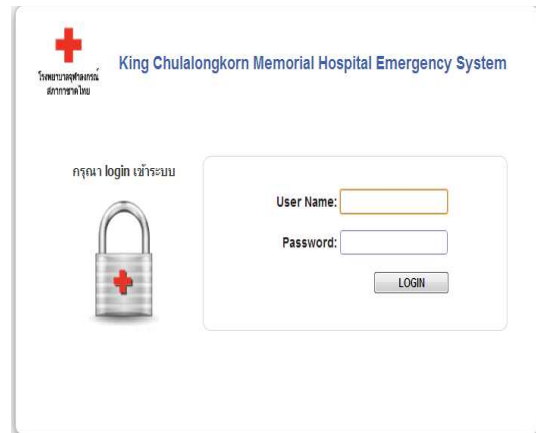 โรงพยาบาลจุฬาลงกรณ์
สภากาชาดไทย
King Chulalongkorn Memorial Hospital Emergency System
กรุณา login เข้าระบบ
User Name:
Password:
LOGIN